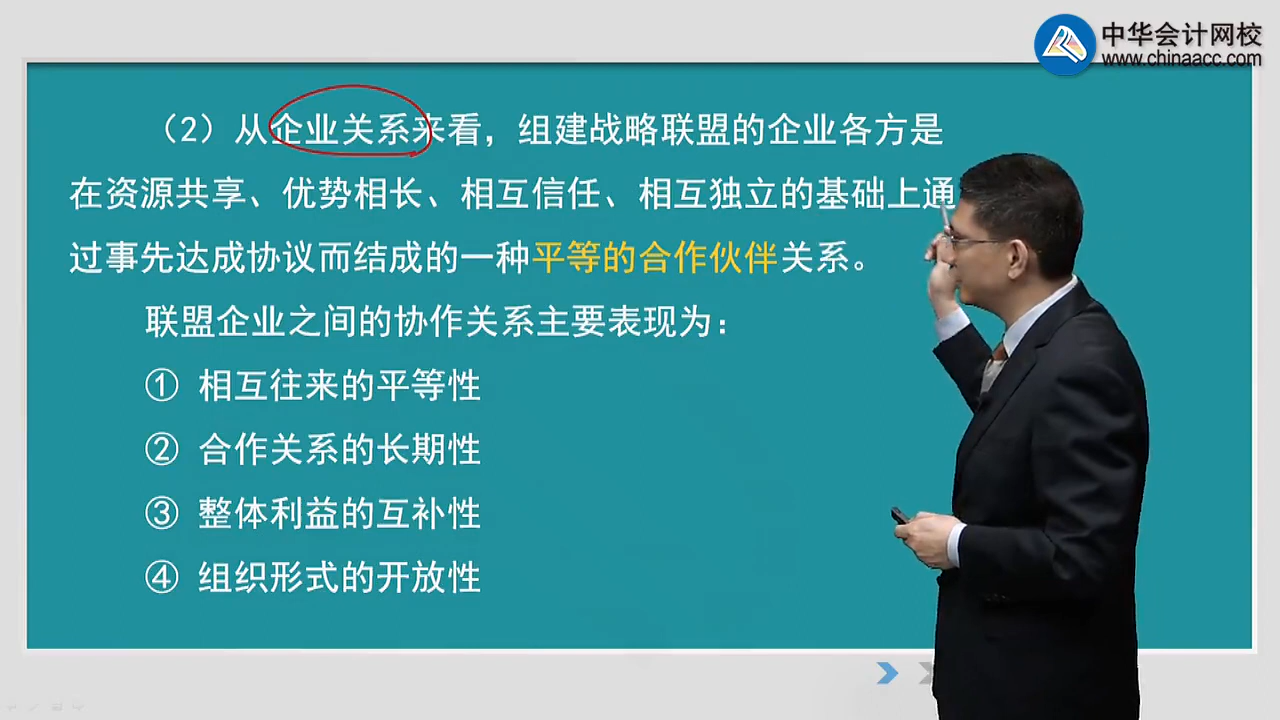 中华会计网校
www.chinaacc.com
（2）从企业关系来看，组建战略联盟的企业各方是
在资源共享、优势相长、相互信任、相互独立的基础上通
过事先达成协议而结成的一种平等的合作伙伴关系。
联盟企业之间的协作关系主要表现为：
① 相互往来的平等性
② 合作关系的长期性
③ 整体利益的互补性
④ 组织形式的开放性